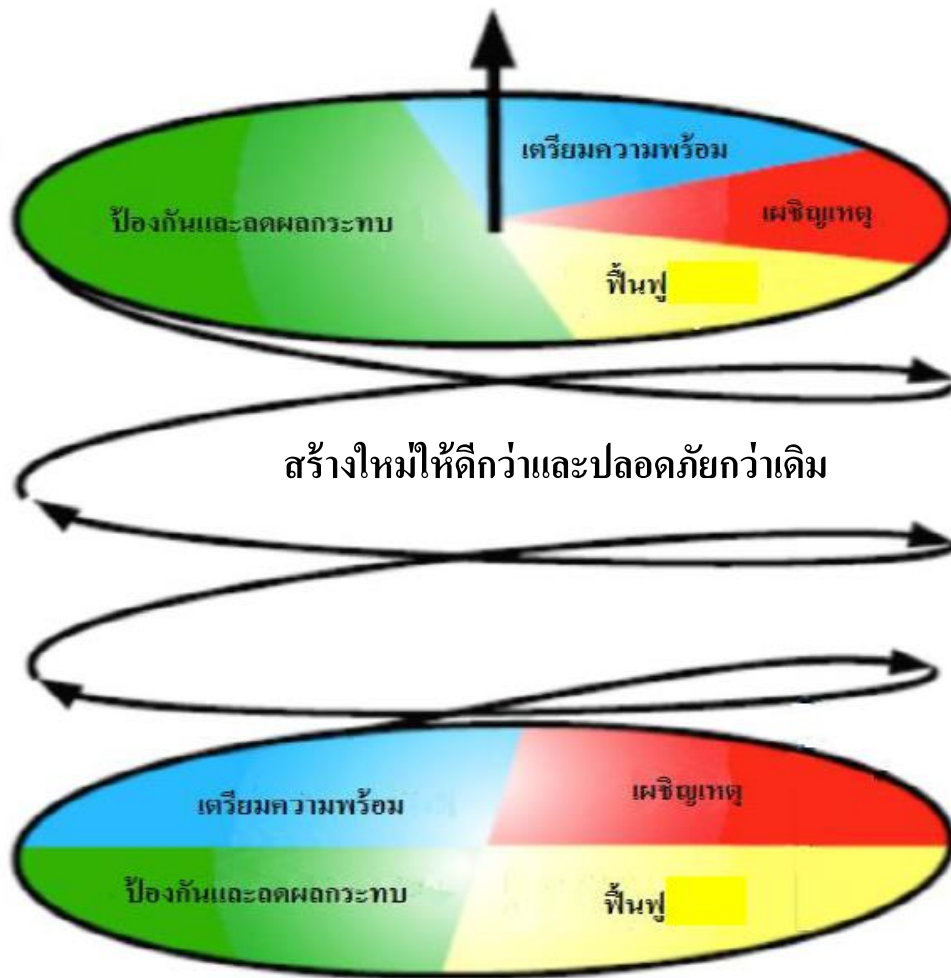 เตรียมความพร้อม
ป้องกันและลดผลกระทบ
เผชิญเหตุ
ฟื้นฟู
สร้างใหม่ให้ดีกว่าและปลอดภัยกว่าเดิม
เตรียมความพร้อม
เผชิญเหตุ
ป้องกันและลดผลกระทบ
ฟื้นฟู